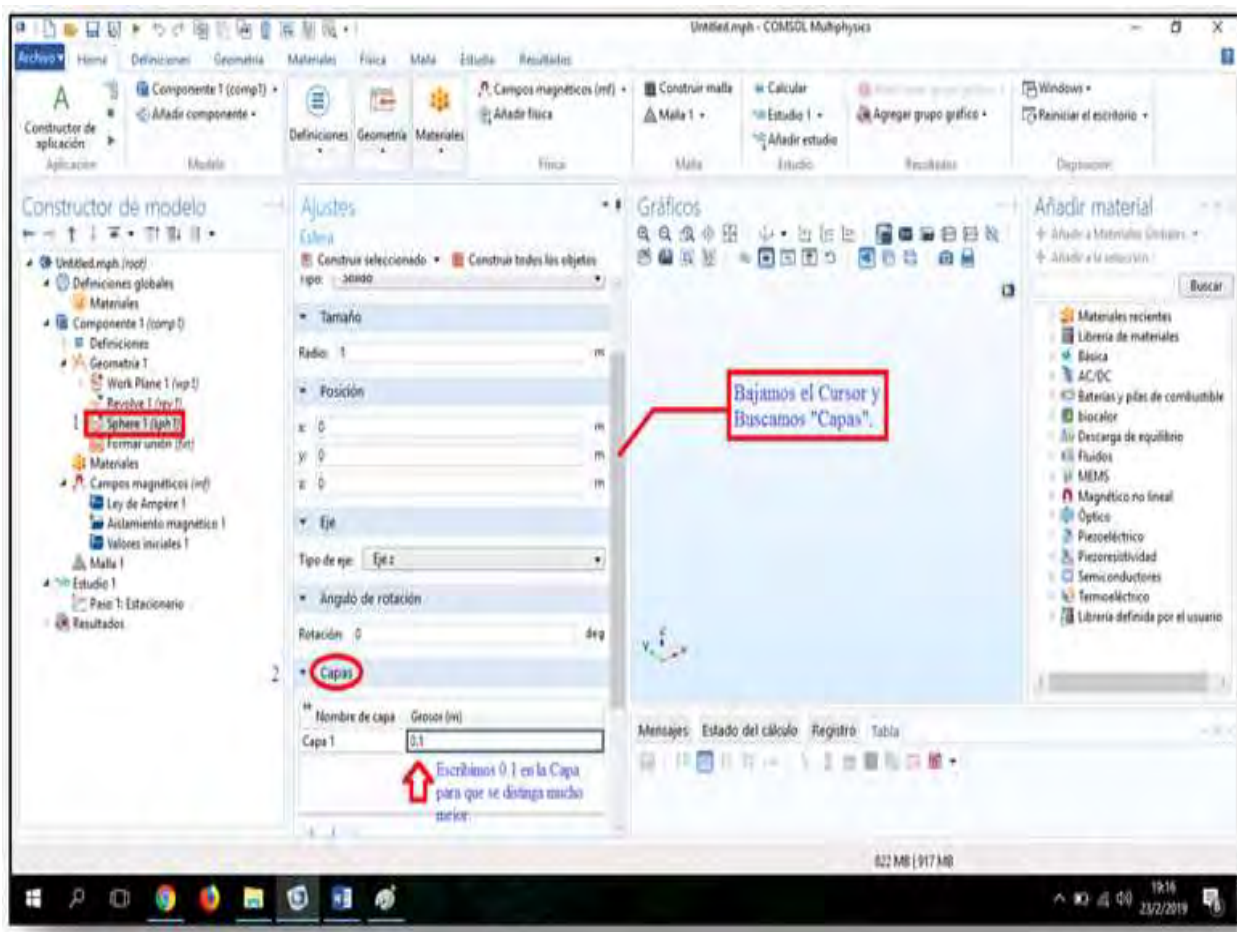 Untitled.mph - COMSOL Multiphysics
Archivo Home Definiciones Geometría Materiales Física Malla Estudio Resultados
A
Constructor de aplicación
Aplicación
Componente 1 (comp1)
Añadir componente
Modelo
Definiciones Geometría Materiales
Campos magnéticos (mf)
Añadir física
Física
Construir malla
Malla 1
Malla
Calcular
Estudio 1
Añadir estudio
Estudio
Agregar grupo gráfico
Resultados
Windows
Reiniciar el escritorio
Constructor de modelo
Untitled.mph (root)
Definiciones globales
Materiales
Componente 1 (comp1)
Definiciones
Geometría 1
Work Plane 1 (wp1)
Revolve 1 (rev1)
1 Sphere 1 (sph1)
Formar unión (fin)
Materiales
Campos magnéticos (mf)
Ley de Ampère 1
Aislamiento magnético 1
Valores iniciales 1
Malla 1
Estudio 1
Paso 1: Estacionario
Resultados
Ajustes
Esfera
Construir seleccionado Construir todos los objetos
Tipo: Sólido
Tamaño
Radio: 1 m
Posición
x: 0 m
y: 0 m
z: 0 m
Eje
Tipo de eje: Eje z
Angulo de rotación
Rotación: 0 deg
2 Capas
Nombre de capa Grosor (m)
Capa 1 0.1
Escribimos 0.1 en la Capa
para que se distinga mucho
mejor.
Gráficos
Bajamos el Cursor y
Buscamos "Capas".
y z x
Mensajes Estado del cálculo Registro Tabla
Añadir material
Añadir a Materiales Globales
Añadir a la selección
Buscar
Materiales recientes
Librería de materiales
Básica
AC/DC
Baterías y pilas de combustible
biocalor
Descarga de equilibrio
Fluidos
MEMS
Magnético no lineal
Óptico
Piezoeléctrico
Piezoresistividad
Semiconductores
Termoeléctrico
Librería definida por el usuario
822 MB | 917 MB
19:16
23/2/2019